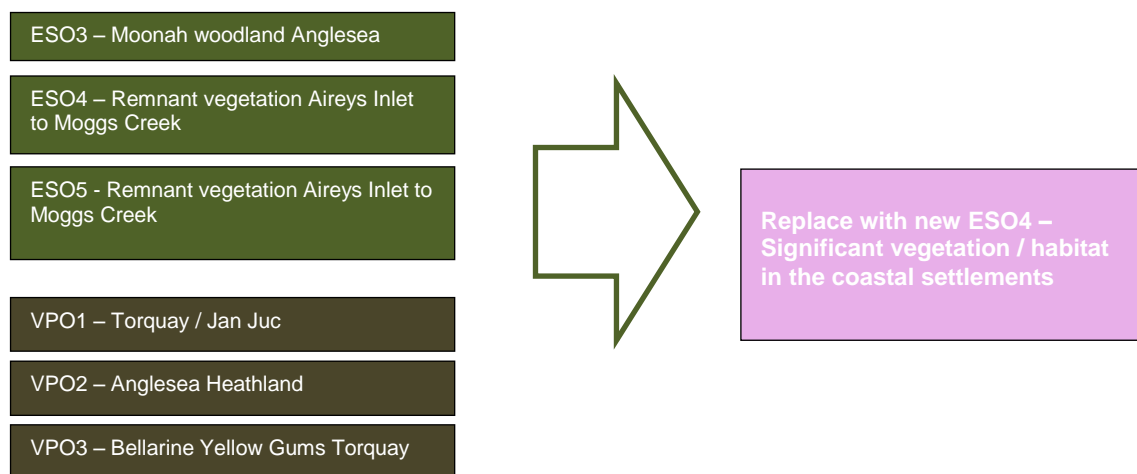 ESO3 – Moonah woodland Anglesea
ESO4 – Remnant vegetation Aireys Inlet
to Moggs Creek
ESO5 - Remnant vegetation Aireys Inlet to
Moggs Creek
VPO1 – Torquay / Jan Juc
VPO2 – Anglesea Heathland
VPO3 – Bellarine Yellow Gums Torquay
Replace with new ESO4 –
Significant vegetation / habitat
in the coastal settlements